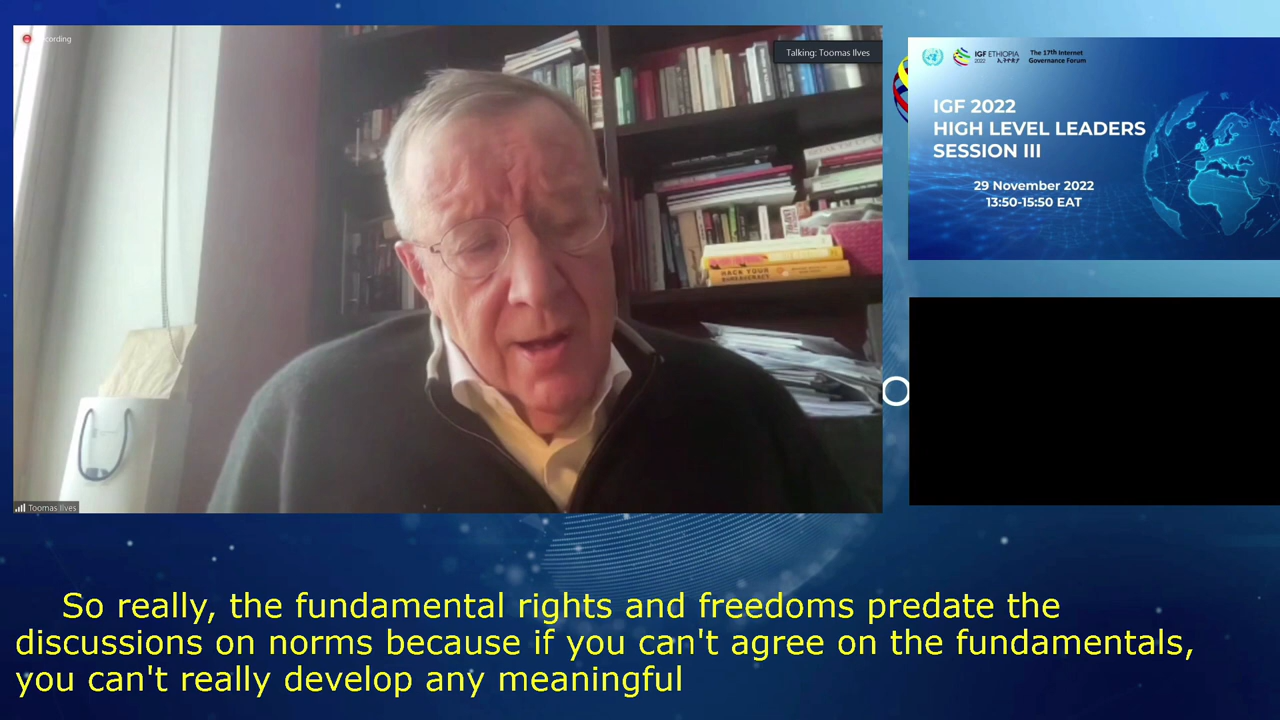 Recording
Talking: Toomas Ilves
HACK YOUR
BUREAUCRACY
Toomas Ilves
IGF ETHIOPIA
2022 ኢትዮጵያ
The 17th Internet
Governance Forum
IGF 2022
HIGH LEVEL LEADERS
SESSION III
29 November 2022
13:50-15:50 EAT
O
So really, the fundamental rights and freedoms predate the
discussions on norms because if you can't agree on the fundamentals,
you can't really develop any meaningful